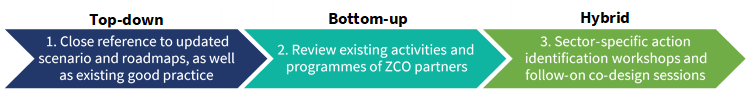 Top-down
Bottom-up
Hybrid
1. Close reference to updated
scenario and roadmaps, as well
as existing good practice
2. Review existing activities and
programmes of ZCO partners
3. Sector-specific action
identification workshops and
follow-on co-design sessions